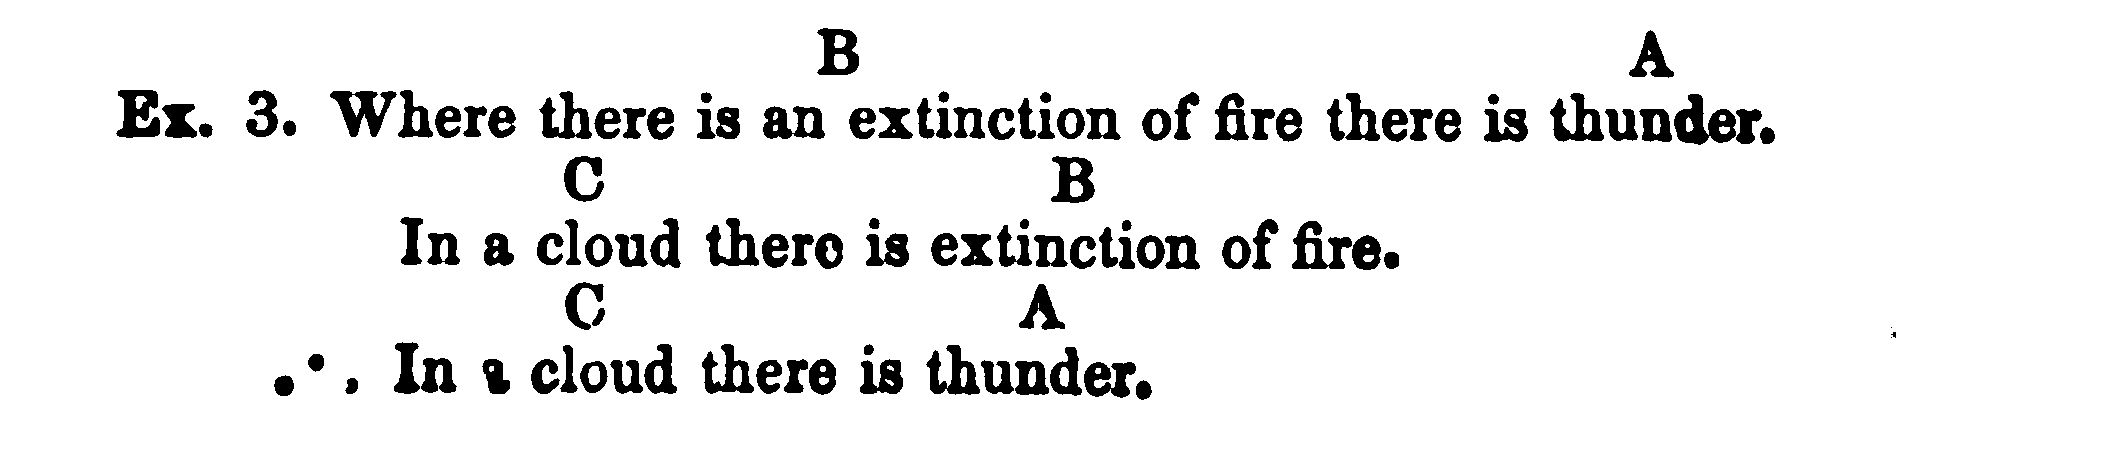 B A
Ex. 3. Where there is an extinction of fire there is thunder.
C B
In a cloud there is extinction of fire.
C A
∴ In a cloud there is thunder.